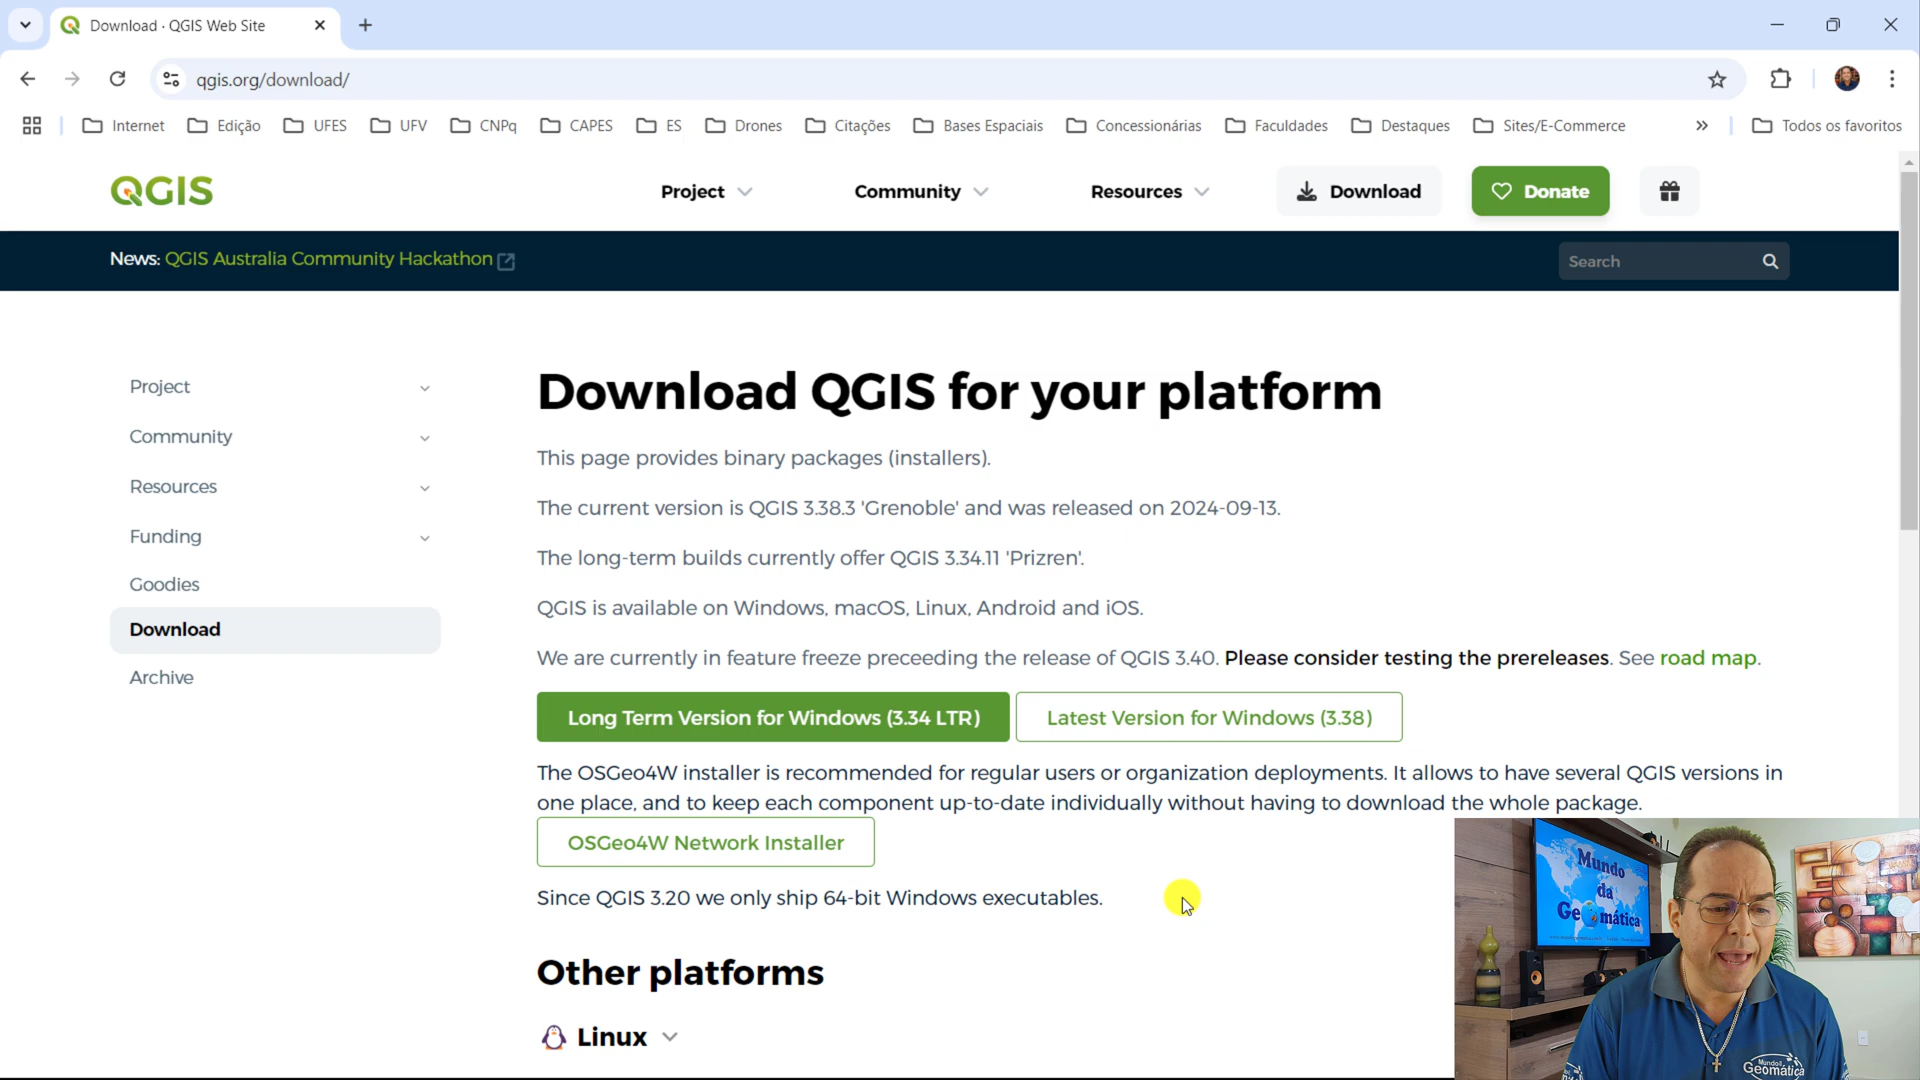 Download · QGIS Web Site
qgis.org/download/
Internet
Edição
UFES
UFV
CNPq
CAPES
ES
Drones
Citações
Bases Espaciais
Concessionárias
Faculdades
Destaques
Sites/E-Commerce
Todos os favoritos
QGIS
Project
Community
Resources
Download
Donate
News: QGIS Australia Community Hackathon
Search
Project
Community
Resources
Funding
Goodies
Download
Archive
Download QGIS for your platform
This page provides binary packages (installers).
The current version is QGIS 3.38.3 'Grenoble' and was released on 2024-09-13.
The long-term builds currently offer QGIS 3.34.11 'Prizren'.
QGIS is available on Windows, macOS, Linux, Android and iOS.
We are currently in feature freeze preceeding the release of QGIS 3.40. Please consider testing the prereleases. See road map.
Long Term Version for Windows (3.34 LTR)
Latest Version for Windows (3.38)
The OSGeo4W installer is recommended for regular users or organization deployments. It allows to have several QGIS versions in
one place, and to keep each component up-to-date individually without having to download the whole package.
OSGeo4W Network Installer
Since QGIS 3.20 we only ship 64-bit Windows executables.
Other platforms
Linux
Mundo
da
Geomática
Mundo
Geomática